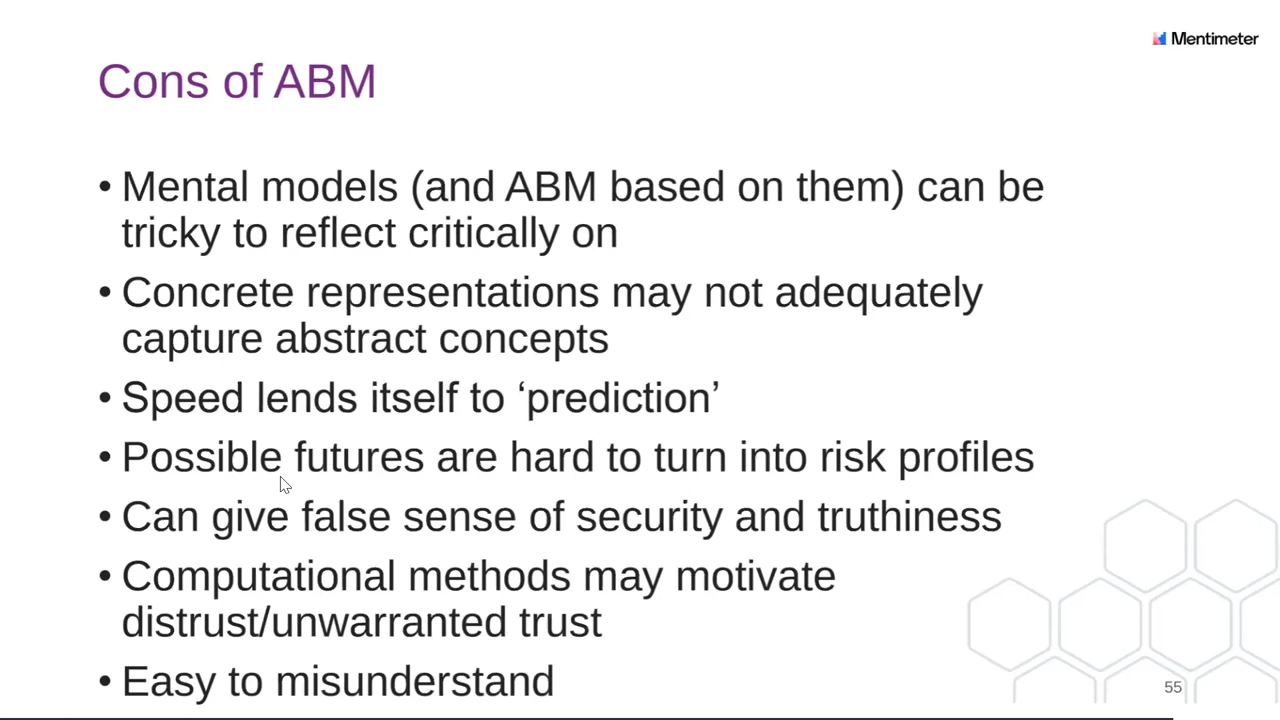 Mentimeter
Cons of ABM
• Mental models (and ABM based on them) can be
tricky to reflect critically on
• Concrete representations may not adequately
capture abstract concepts
• Speed lends itself to ‘prediction’
• Possible futures are hard to turn into risk profiles
• Can give false sense of security and truthiness
• Computational methods may motivate
distrust/unwarranted trust
• Easy to misunderstand
55